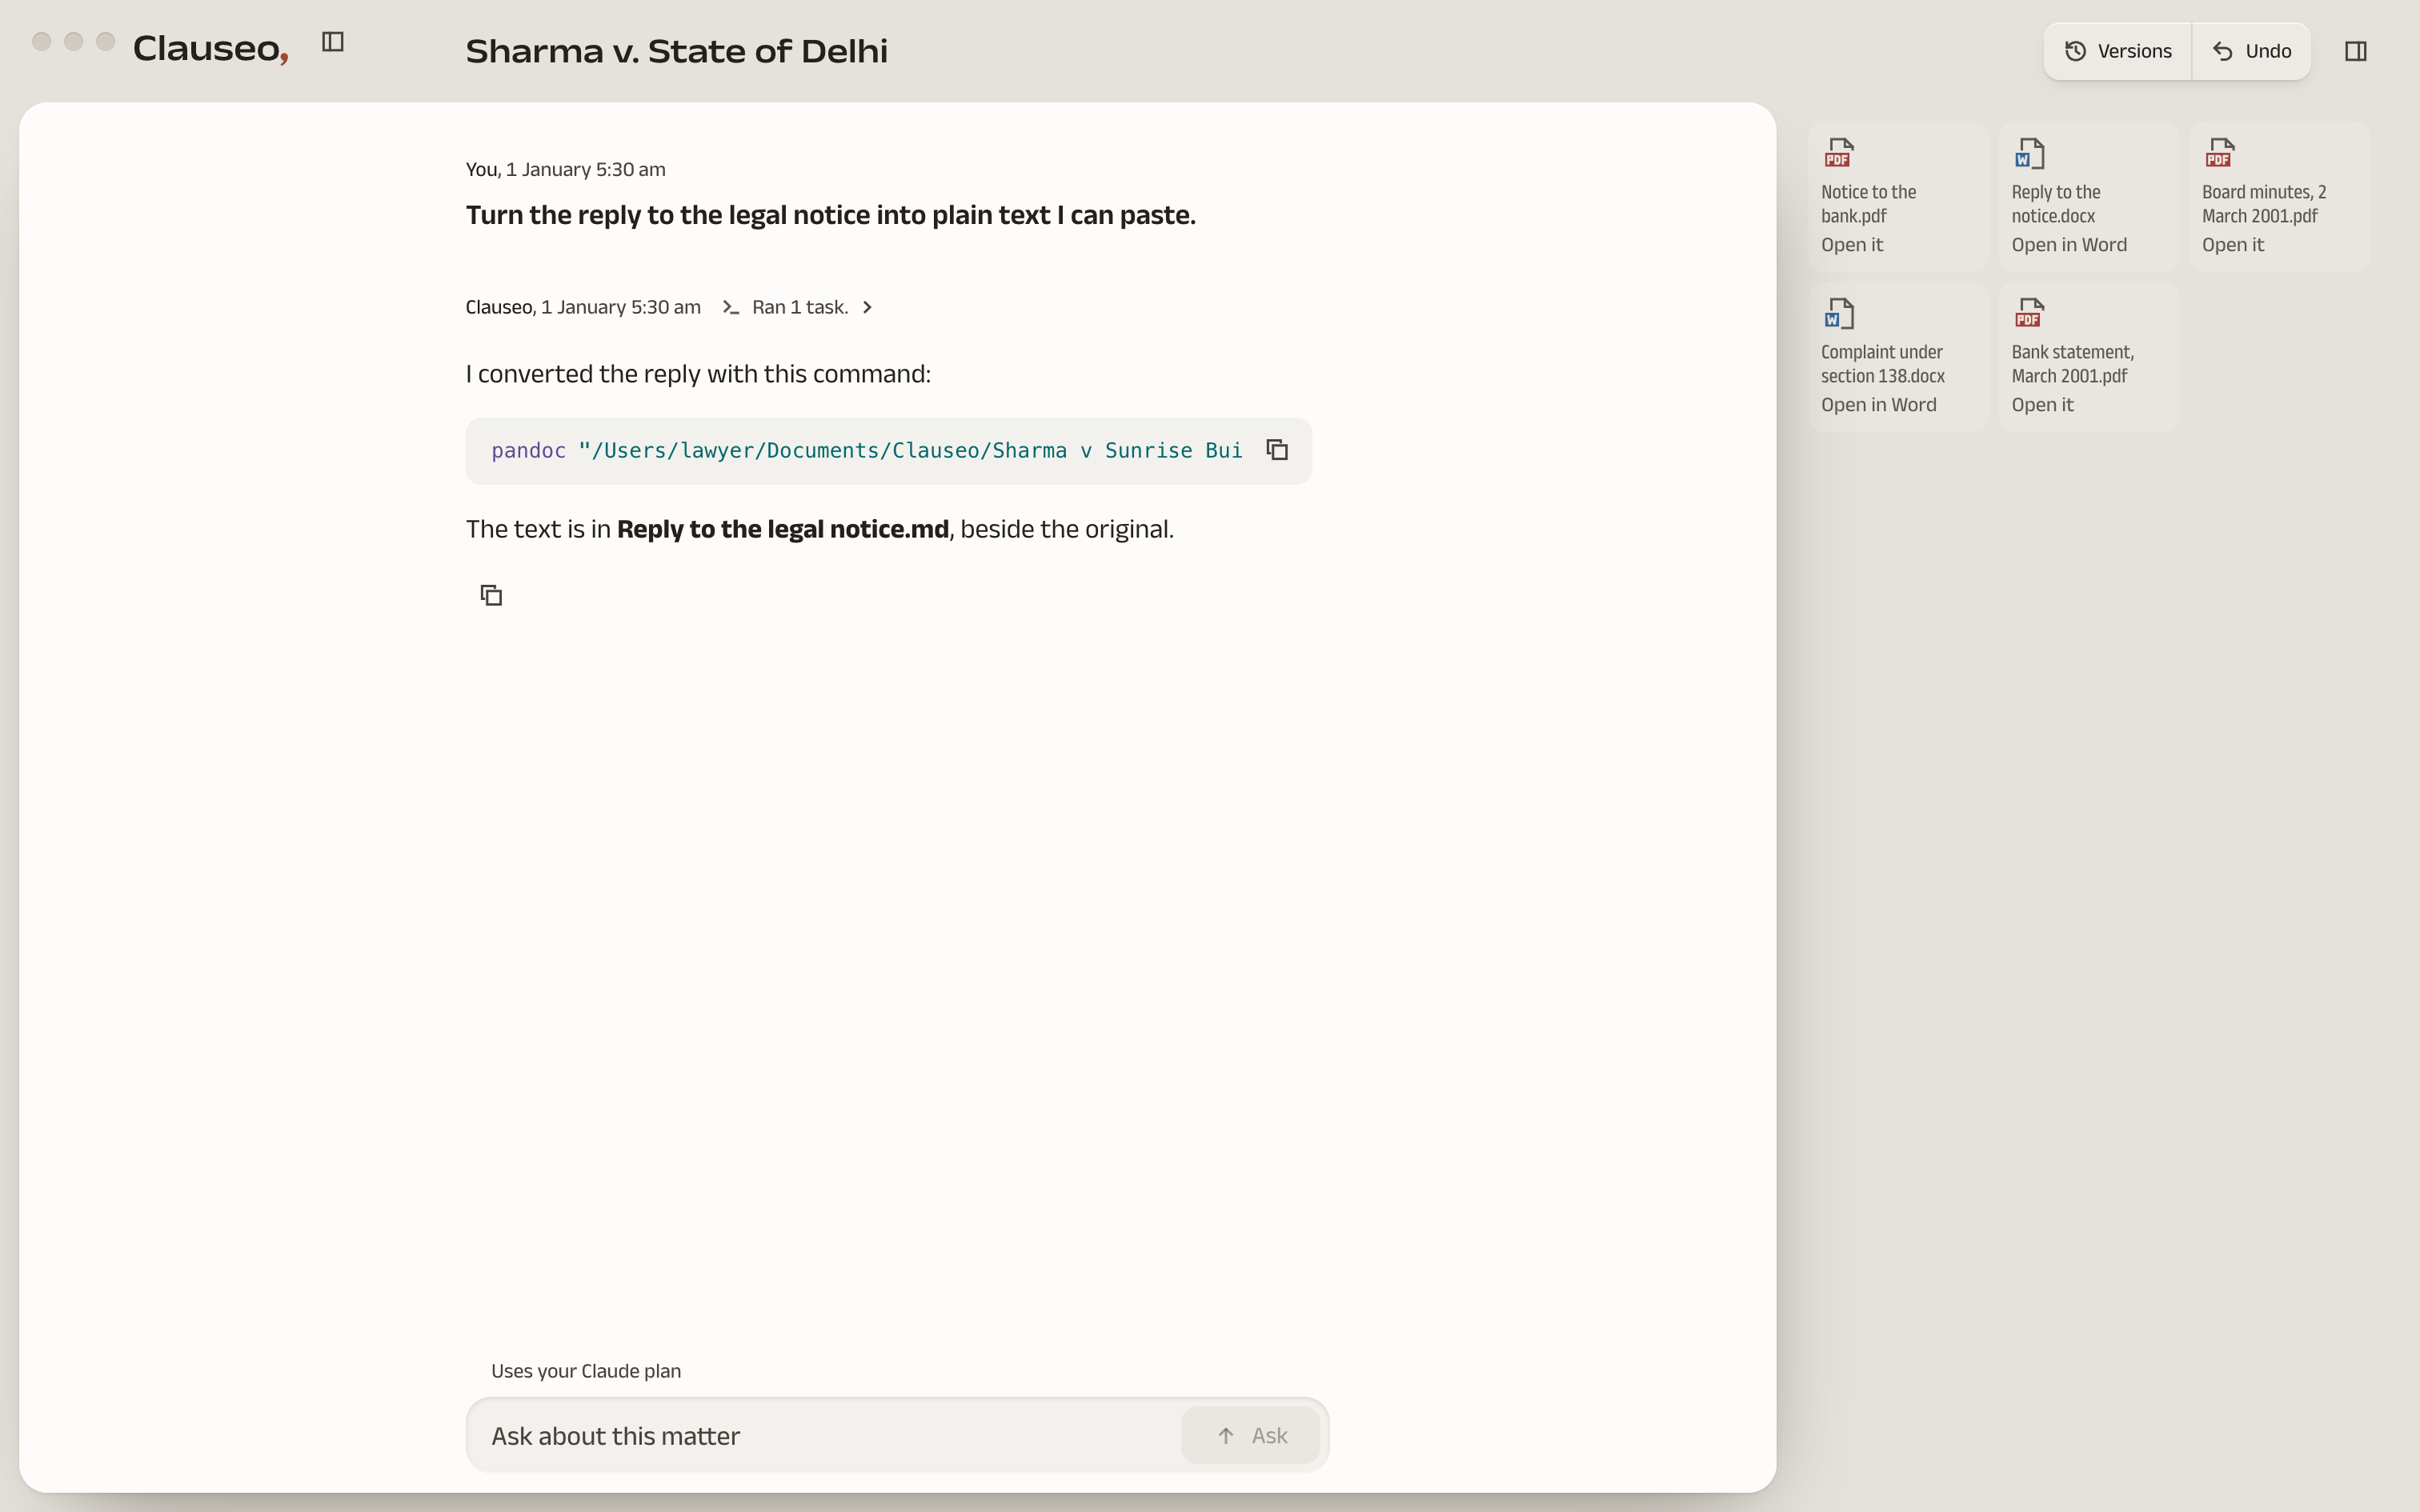 Clauseo,
Sharma v. State of Delhi
Versions
Undo
You, 1 January 5:30 am
Turn the reply to the legal notice into plain text I can paste.
Clauseo, 1 January 5:30 am Ran 1 task.
I converted the reply with this command:
pandoc "/Users/lawyer/Documents/Clauseo/Sharma v Sunrise Bui
The text is in Reply to the legal notice.md, beside the original.
Uses your Claude plan
Ask about this matter
Ask
PDF
Notice to the
bank.pdf
Open it
W
Reply to the
notice.docx
Open in Word
PDF
Board minutes, 2
March 2001.pdf
Open it
W
Complaint under
section 138.docx
Open in Word
PDF
Bank statement,
March 2001.pdf
Open it